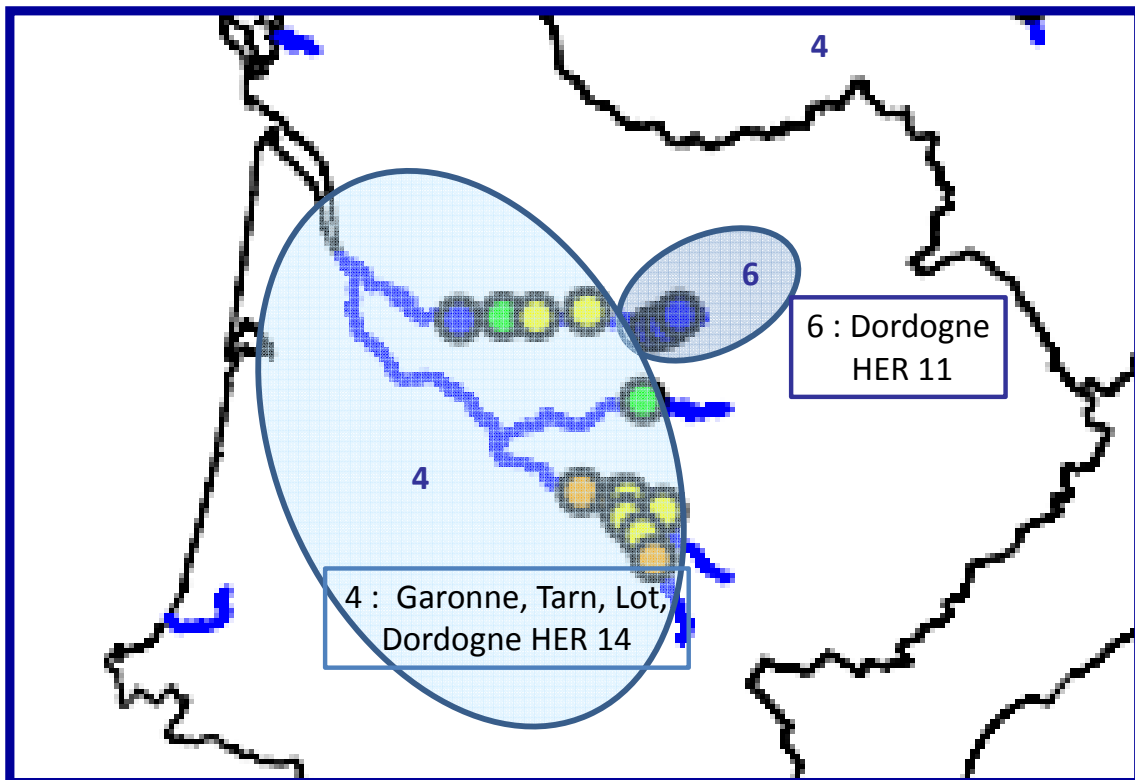 4
6
6 : Dordogne
HER 11
4
4 : Garonne, Tarn, Lot,
Dordogne HER 14